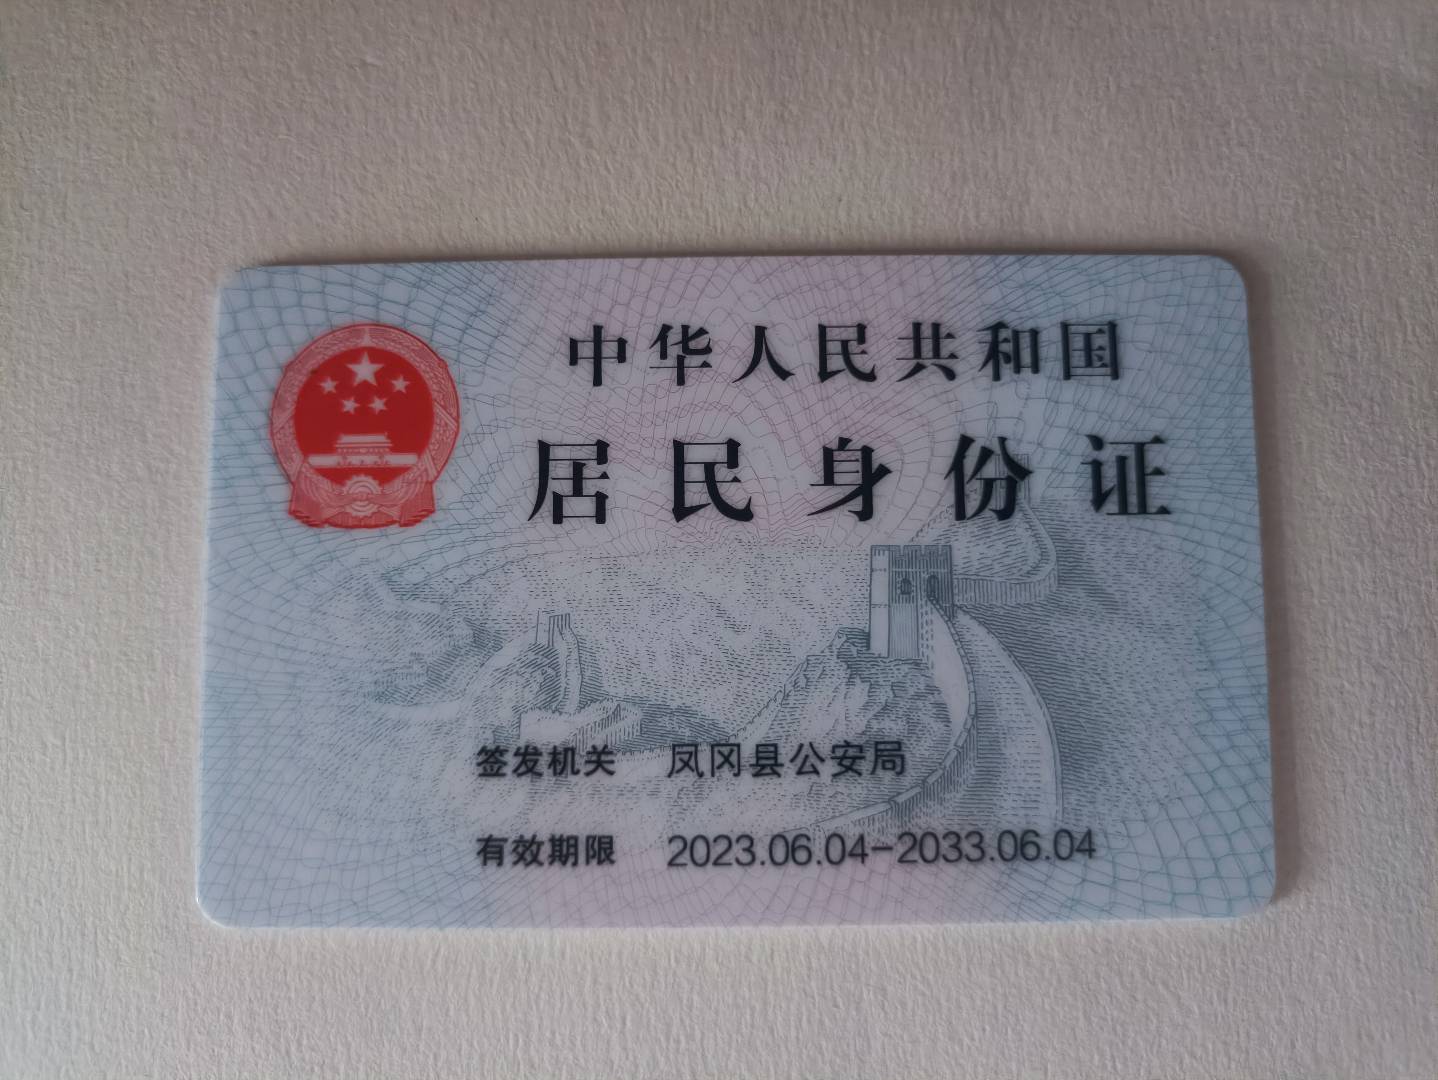 中华人民共和国
居民身份证
签发机关 凤冈县公安局
有效期限 2023.06.04-2033.06.04